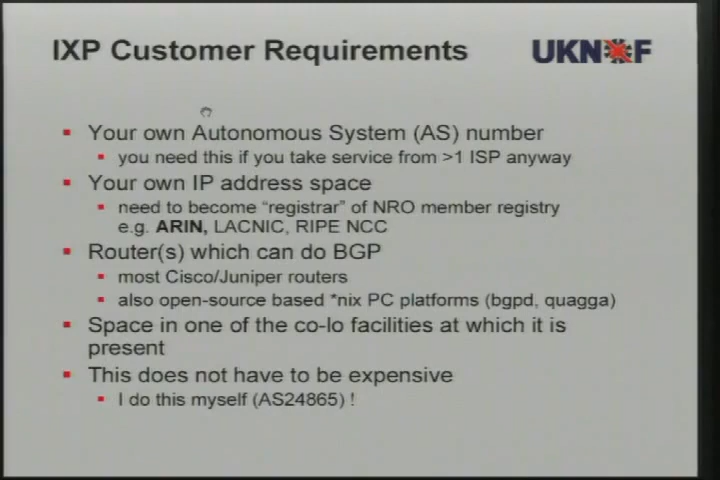 IXP Customer Requirements
UKNOF
Your own Autonomous System (AS) number
you need this if you take service from >1 ISP anyway
Your own IP address space
need to become "registrar" of NRO member registry
e.g. ARIN, LACNIC, RIPE NCC
Router(s) which can do BGP
most Cisco/Juniper routers
also open-source based *nix PC platforms (bgpd, quagga)
Space in one of the co-lo facilities at which it is
present
This does not have to be expensive
I do this myself (AS24865) !